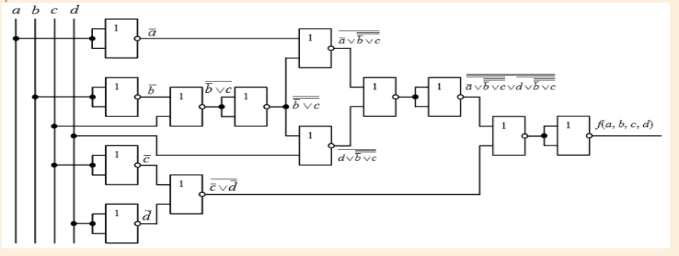 a b c d
1 a̅
1 b̅
1 b̅∨c
1 b̿∨̿c̿
1 a̅∨b̿∨̿c̿
1 d∨b̿∨̿c̿
1
1 a̅∨b̿∨̿c̿∨d∨b̿∨̿c̿
1 c̅
1 d̅
1 c̅∨d̅
1
1 f(a, b, c, d)